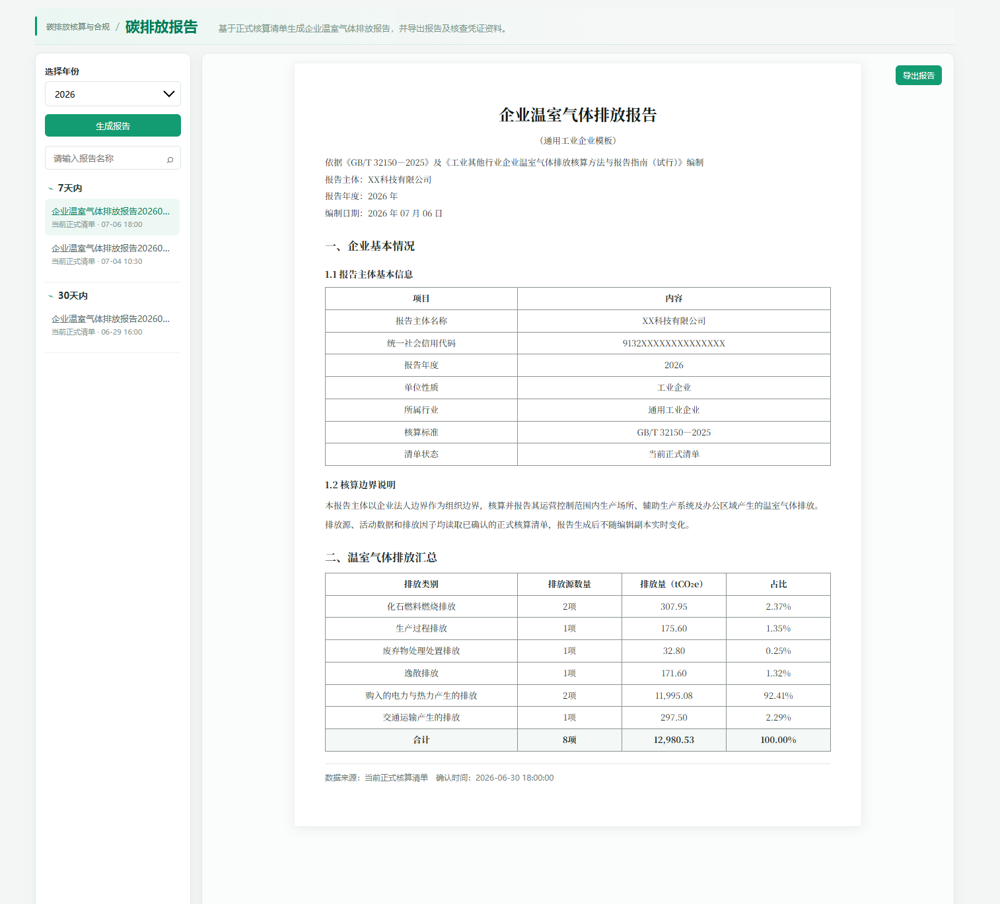 碳排放核算与合规 / 碳排放报告 基于正式核算清单生成企业温室气体排放报告，并导出报告及核查凭证资料。
选择年份
2026
生成报告
请输入报告名称
7天内
企业温室气体排放报告20260...
当前正式清单 · 07-06 18:00
企业温室气体排放报告20260...
当前正式清单 · 07-04 10:30
30天内
企业温室气体排放报告20260...
当前正式清单 · 06-29 16:00
导出报告
企业温室气体排放报告
（通用工业企业模板）
依据《GB/T 32150—2025》及《工业其他行业企业温室气体排放核算方法与报告指南（试行）》编制
报告主体：XX科技有限公司
报告年度：2026 年
编制日期：2026 年 07 月 06 日
一、企业基本情况
1.1 报告主体基本信息
项目 内容
报告主体名称 XX科技有限公司
统一社会信用代码 9132XXXXXXXXXXXXXX
报告年度 2026
单位性质 工业企业
所属行业 通用工业企业
核算标准 GB/T 32150—2025
清单状态 当前正式清单
1.2 核算边界说明
本报告主体以企业法人边界作为组织边界，核算并报告其运营控制范围内生产场所、辅助生产系统及办公区域产生的温室气体排放。
排放源、活动数据和排放因子均读取已确认的正式核算清单，报告生成后不随编辑副本实时变化。
二、温室气体排放汇总
排放类别 排放源数量 排放量（tCO₂e） 占比
化石燃料燃烧排放 2项 307.95 2.37%
生产过程排放 1项 175.60 1.35%
废弃物处理处置排放 1项 32.80 0.25%
逸散排放 1项 171.60 1.32%
购入的电力与热力产生的排放 2项 11,995.08 92.41%
交通运输产生的排放 1项 297.50 2.29%
合计 8项 12,980.53 100.00%
数据来源：当前正式核算清单 确认时间：2026-06-30 18:00:00